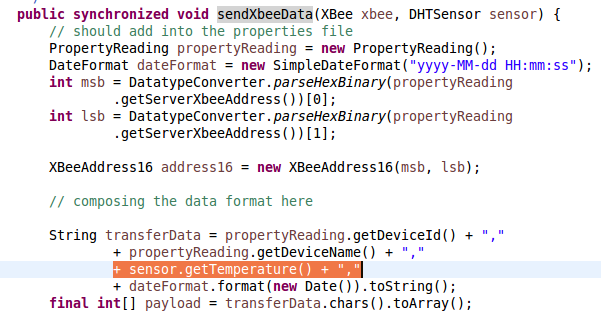 public synchronized void sendXbeeData(XBee xbee, DHTSensor sensor) {
// should add into the properties file
PropertyReading propertyReading = new PropertyReading();
DateFormat dateFormat = new SimpleDateFormat("yyyy-MM-dd HH:mm:ss");
int msb = DatatypeConverter.parseHexBinary(propertyReading
.getServerXbeeAddress())[0];
int lsb = DatatypeConverter.parseHexBinary(propertyReading
.getServerXbeeAddress())[1];
XBeeAddress16 address16 = new XBeeAddress16(msb, lsb);
// composing the data format here
String transferData = propertyReading.getDeviceId() + ","
+ propertyReading.getDeviceName() + ","
+ sensor.getTemperature() + ","
+ dateFormat.format(new Date()).toString();
final int[] payload = transferData.chars().toArray();